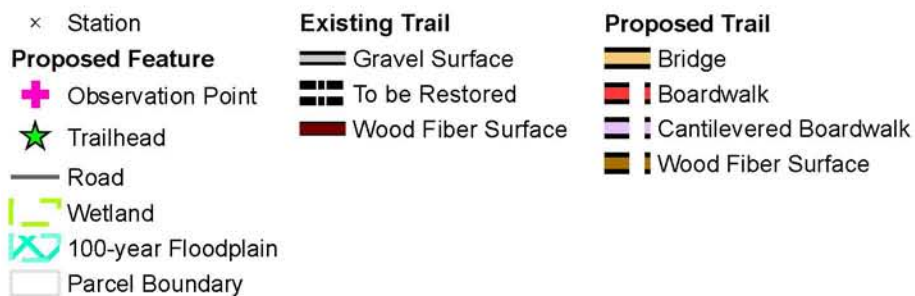 Station
Proposed Feature
Observation Point
Trailhead
Road
Wetland
100-year Floodplain
Parcel Boundary
Existing Trail
Gravel Surface
To be Restored
Wood Fiber Surface
Proposed Trail
Bridge
Boardwalk
Cantilevered Boardwalk
Wood Fiber Surface